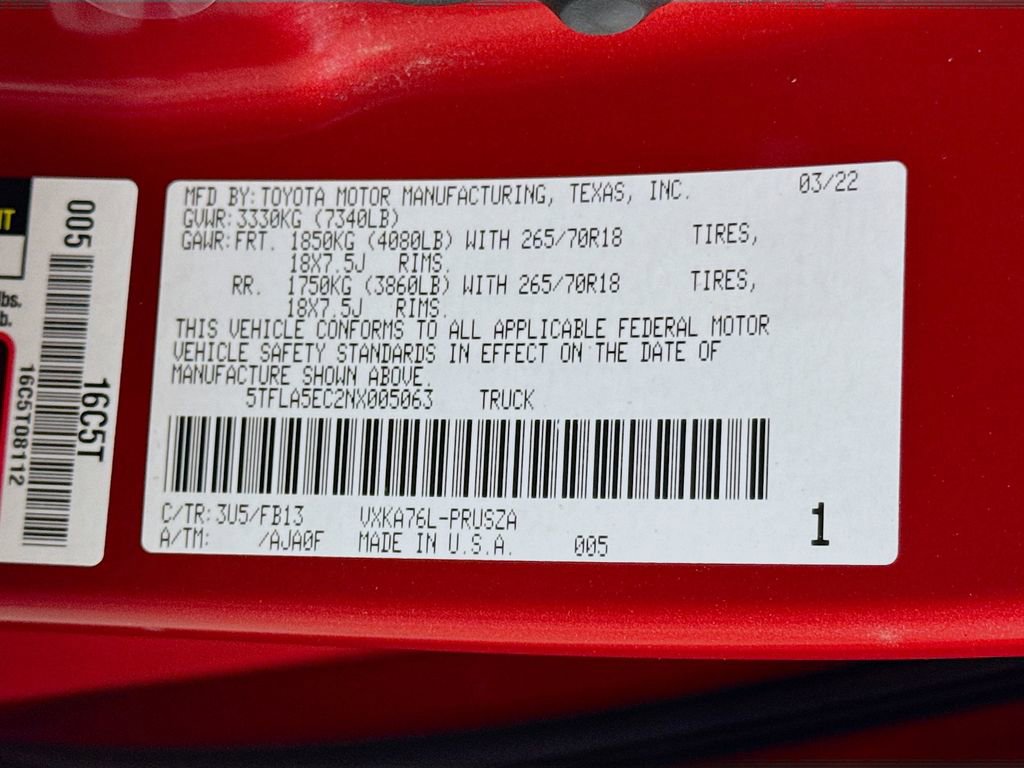 IT
lbs.
b.
005
16C5T
16C5T08112
MFD BY: TOYOTA MOTOR MANUFACTURING, TEXAS, INC. 03/22
GVWR: 3330KG (7340LB)
GAWR: FRT. 1850KG (4080LB) WITH 265/70R18 TIRES,
18X7.5J RIMS.
RR. 1750KG (3860LB) WITH 265/70R18 TIRES,
18X7.5J RIMS.
THIS VEHICLE CONFORMS TO ALL APPLICABLE FEDERAL MOTOR
VEHICLE SAFETY STANDARDS IN EFFECT ON THE DATE OF
MANUFACTURE SHOWN ABOVE.
5TFLA5EC2NX005063 TRUCK
C/TR: 3U5/FB13 VXKA76L-PRUSZA
A/TM: /AJA0F MADE IN U.S.A. 005
1